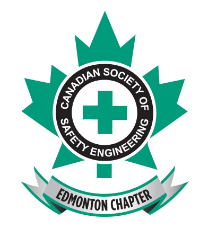 CANADIAN SOCIETY OF
SAFETY ENGINEERING
EDMONTON CHAPTER